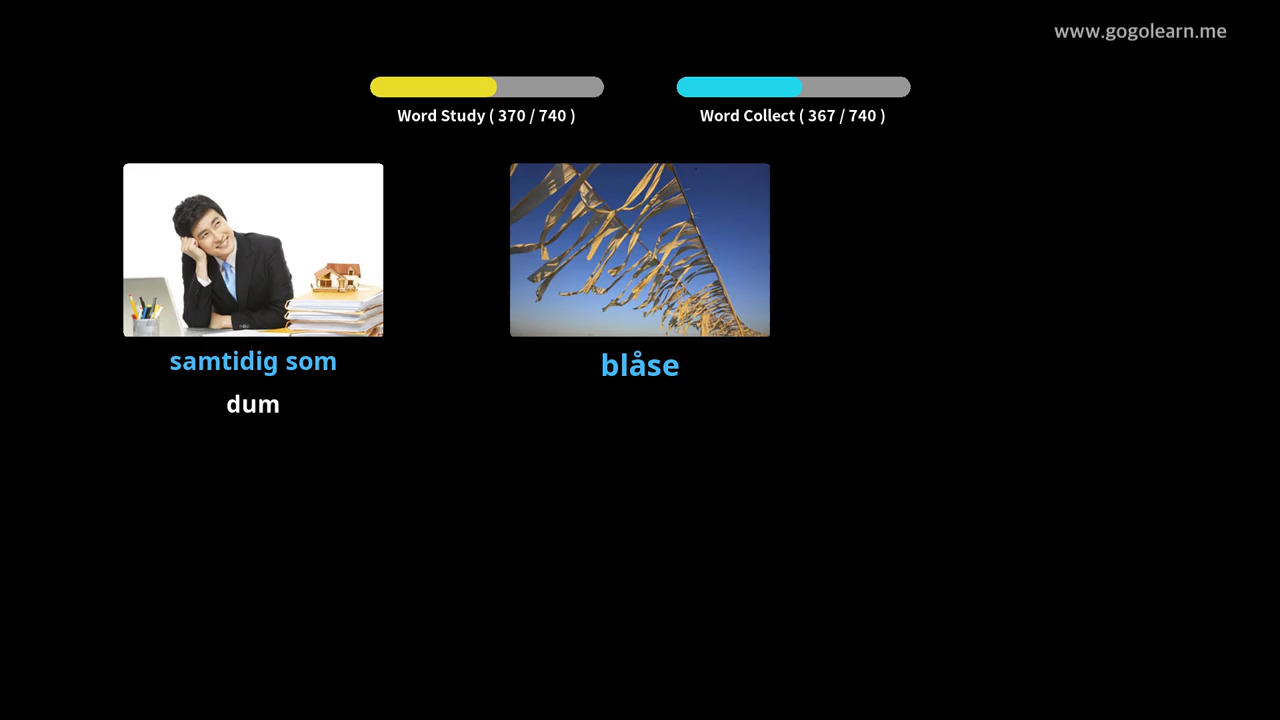 www.gogolearn.me
Word Study ( 370 / 740 )
Word Collect ( 367 / 740 )
samtidig som
dum
blåse